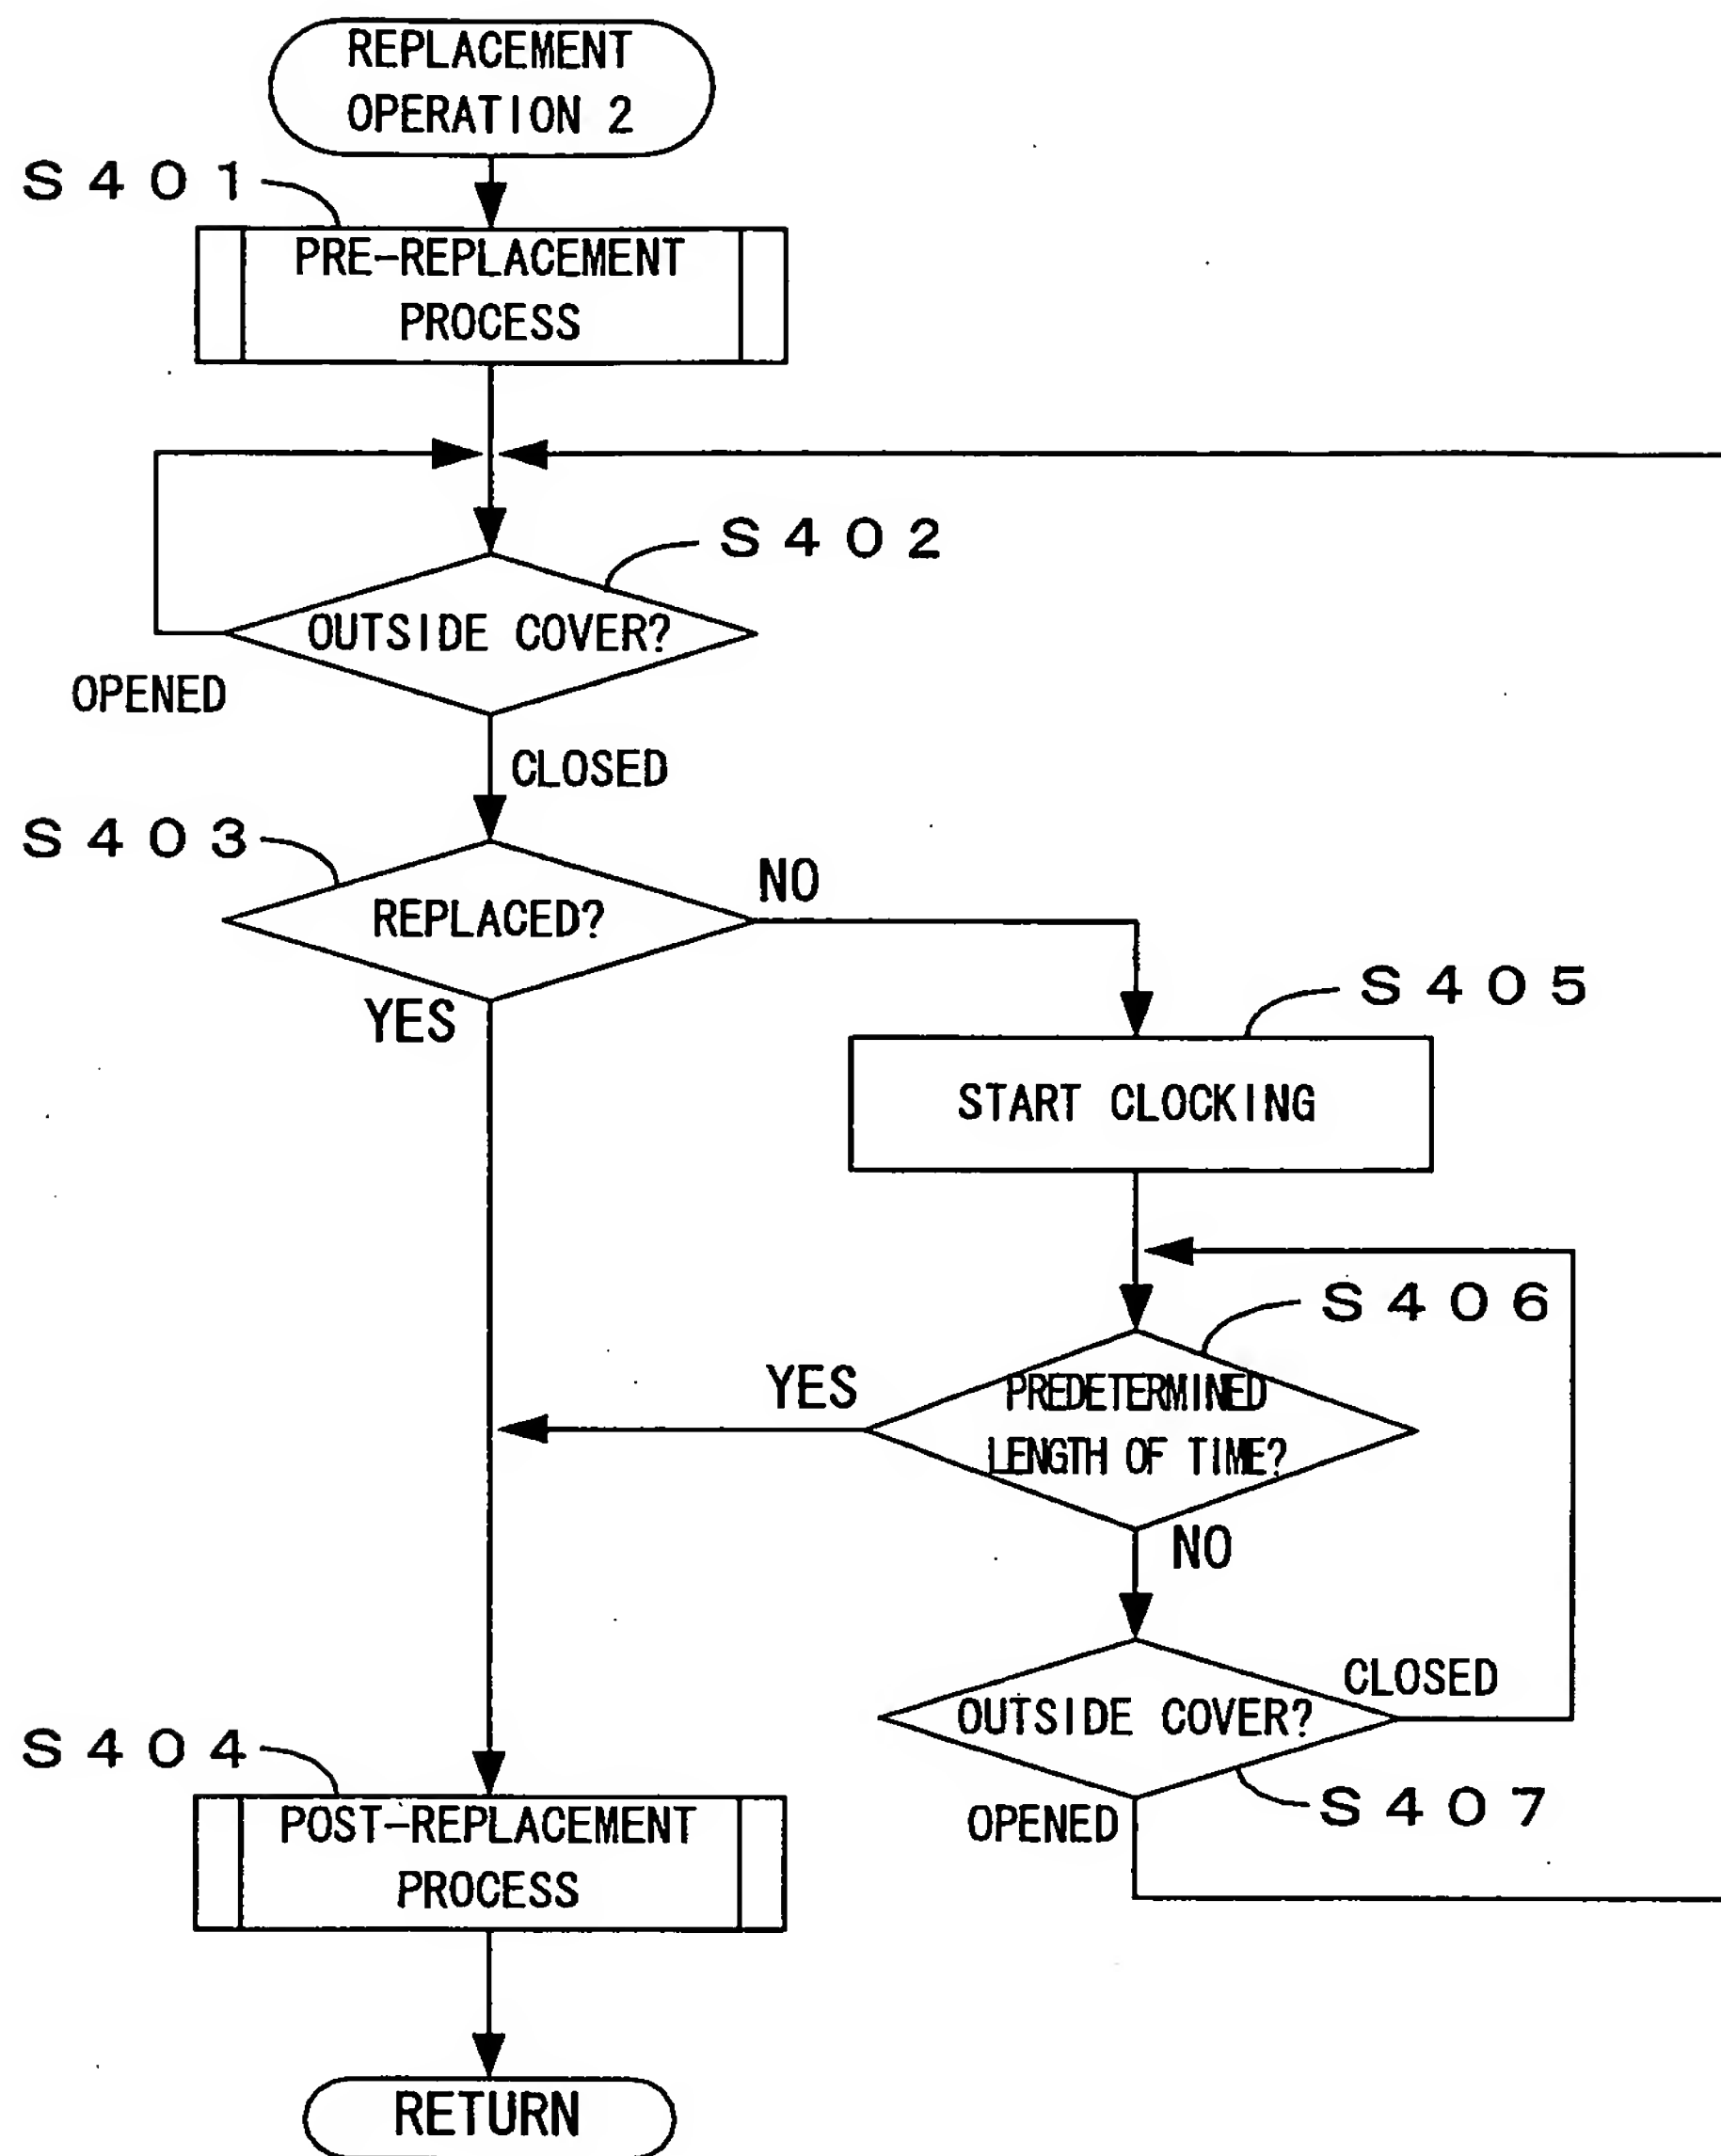 REPLACEMENT
OPERATION 2
S401
PRE-REPLACEMENT
PROCESS
S402
OUTSIDE COVER?
OPENED
CLOSED
S403
REPLACED?
NO
YES
S405
START CLOCKING
S406
YES
PREDETERMINED
LENGTH OF TIME?
NO
CLOSED
OUTSIDE COVER?
S407
OPENED
S404
POST-REPLACEMENT
PROCESS
RETURN